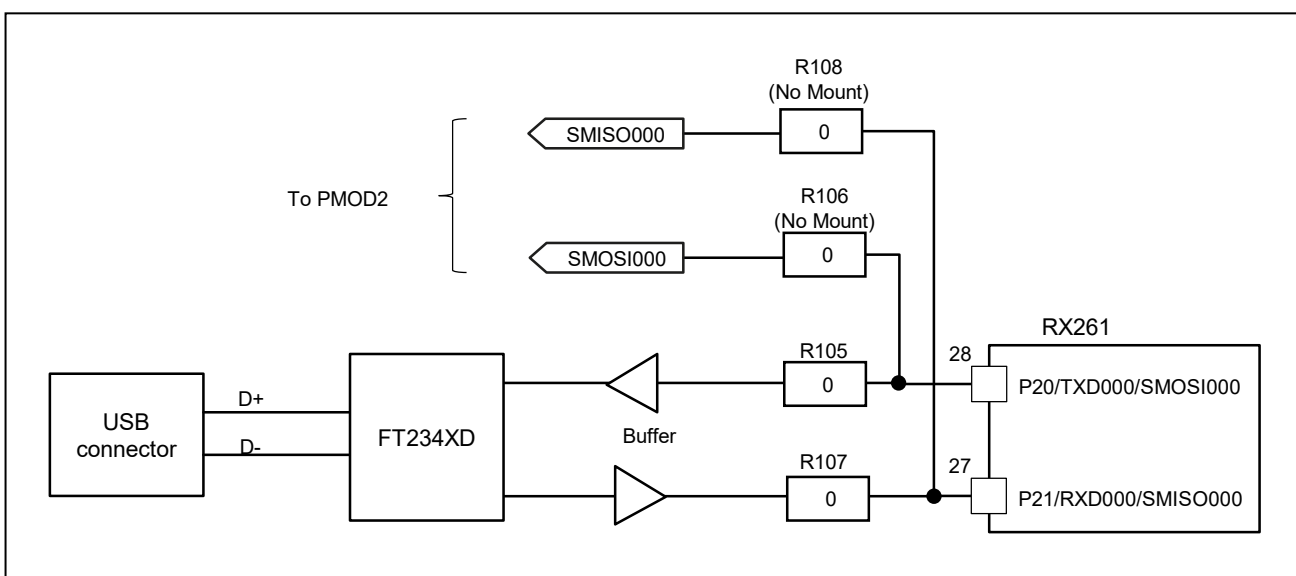 R108
(No Mount)
SMISO000
0
To PMOD2
R106
(No Mount)
SMOSI000
0
RX261
R105
28
0
P20/TXD000/SMOSI000
USB
connector
D+
D-
FT234XD
Buffer
R107
27
0
P21/RXD000/SMISO000